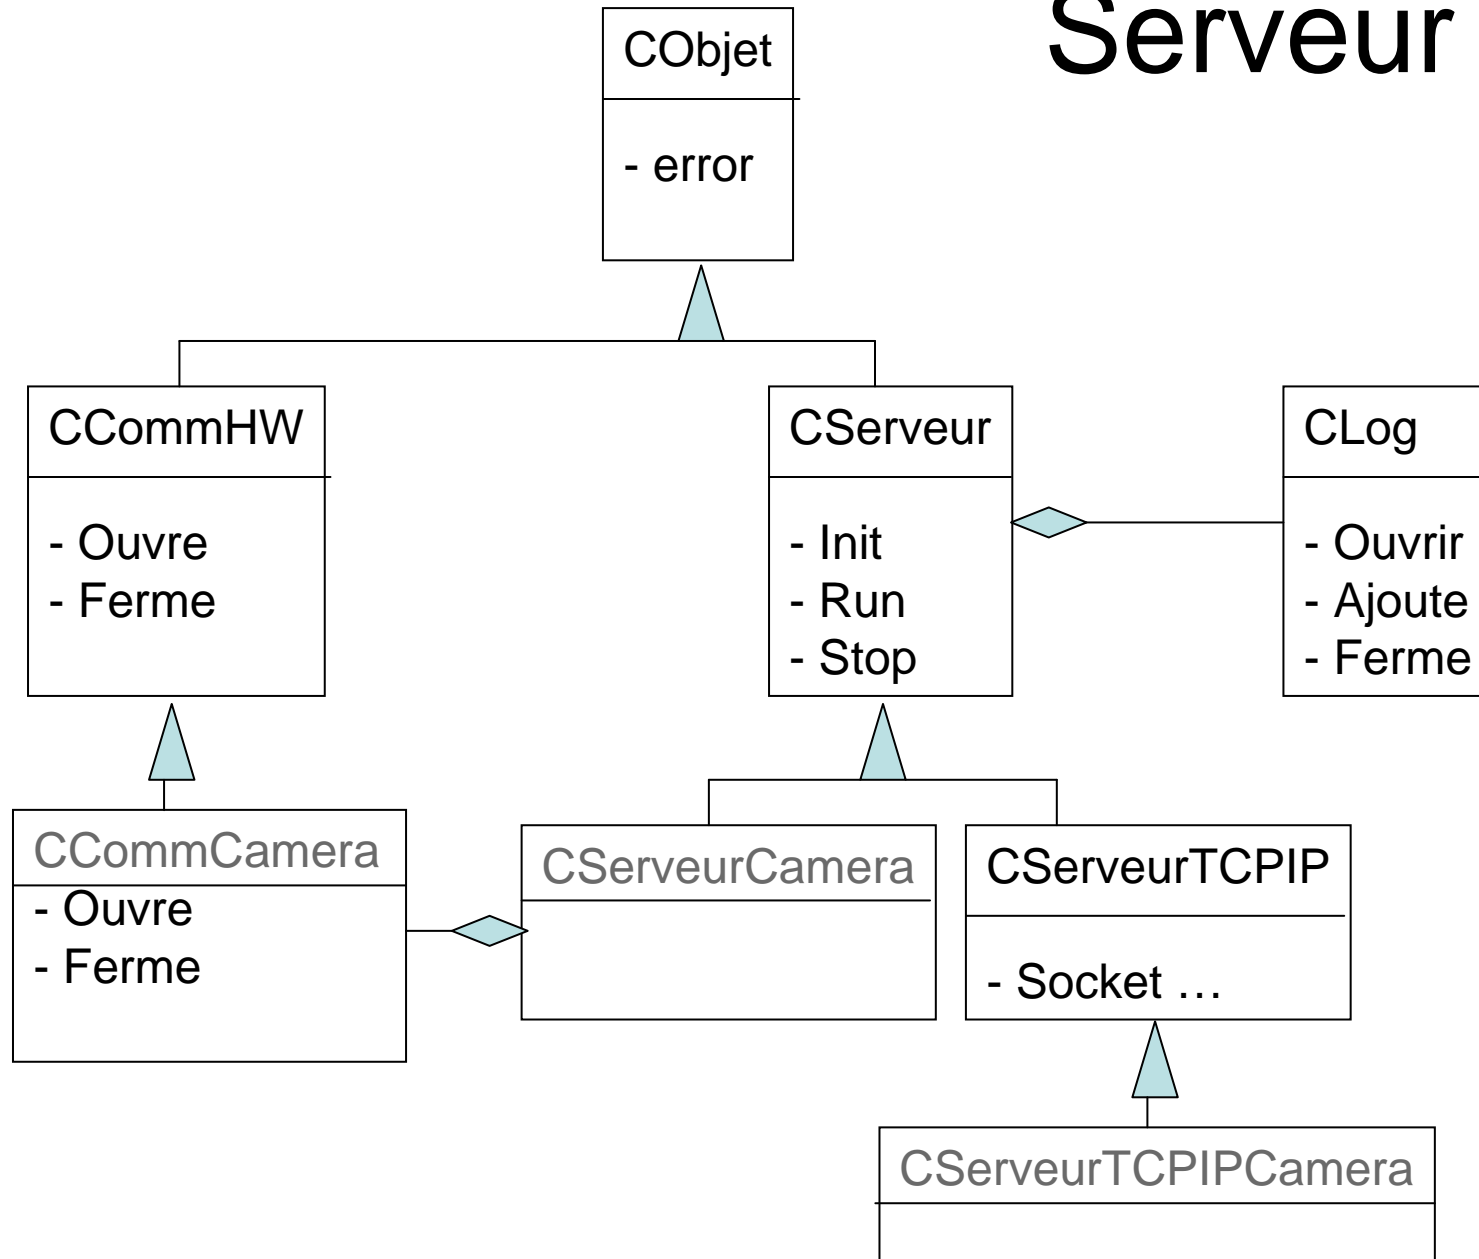 Serveur
CObjet
- error
CCommHW
- Ouvre
- Ferme
CServeur
- Init
- Run
- Stop
CLog
- Ouvrir
- Ajoute
- Ferme
CCommCamera
- Ouvre
- Ferme
CServeurCamera
CServeurTCPIP
- Socket …
CServeurTCPIPCamera